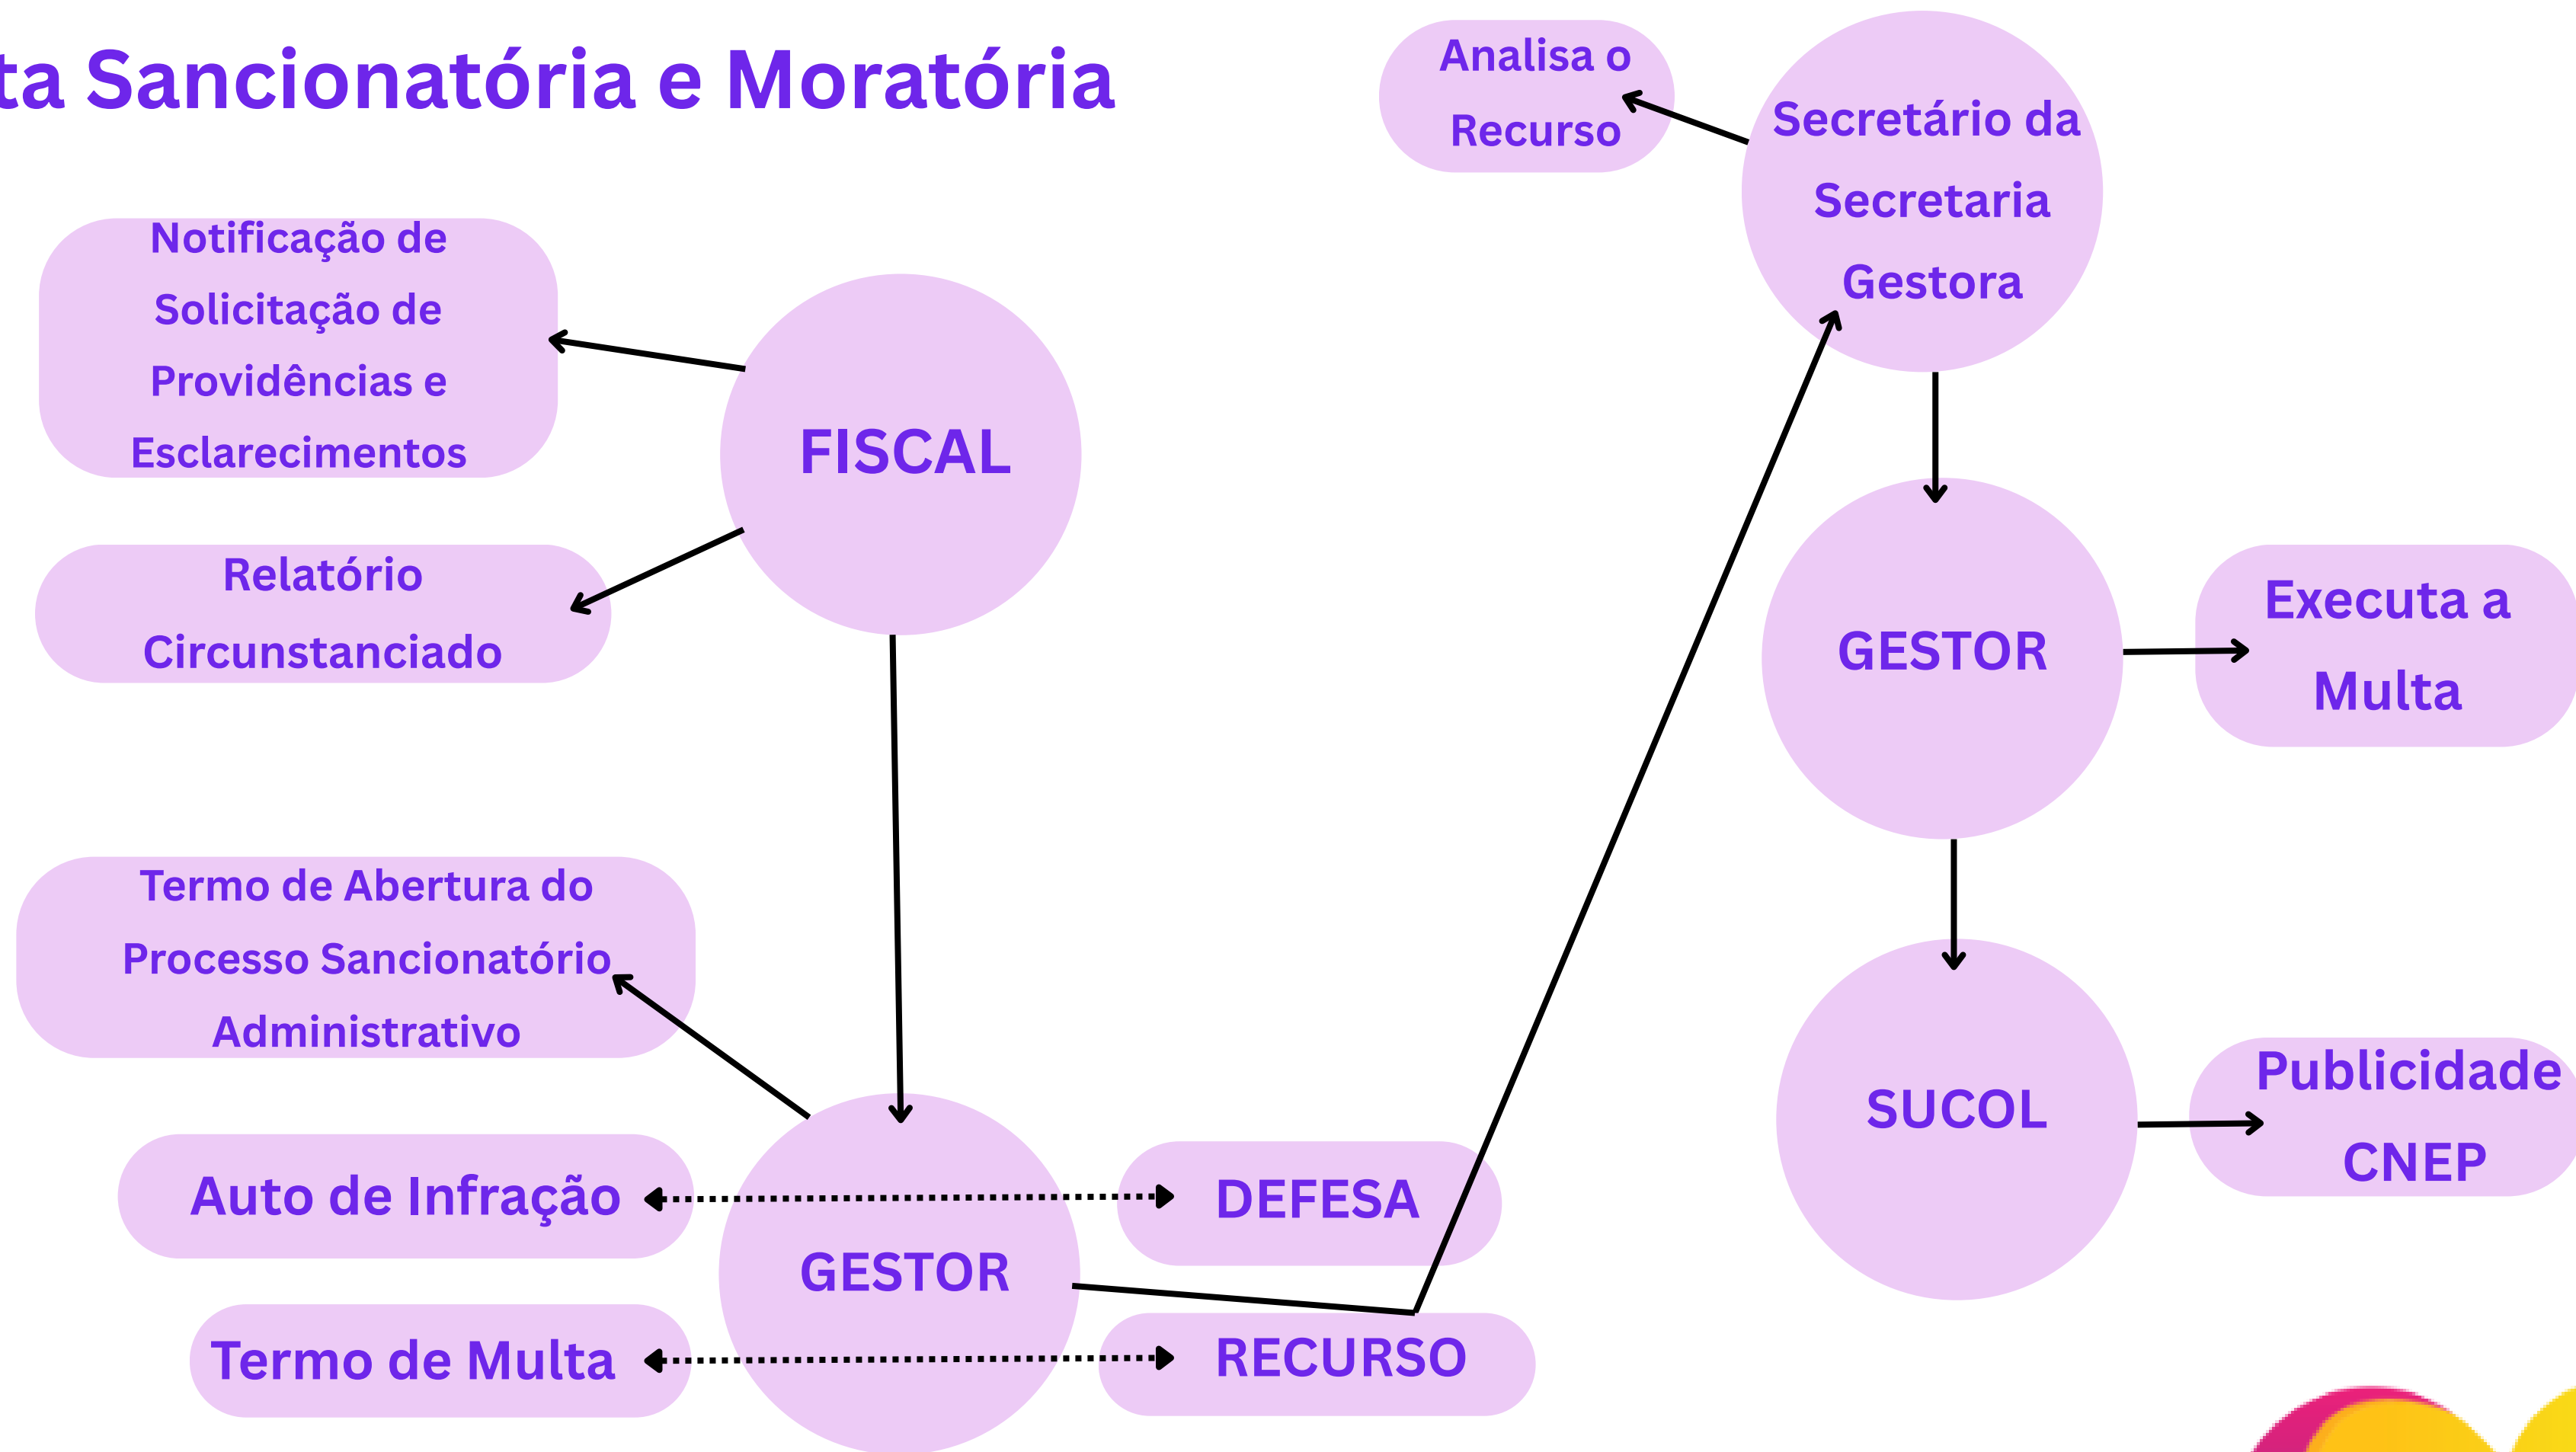 ta Sancionatória e Moratória
Notificação de
Solicitação de
Providências e
Esclarecimentos
FISCAL
Relatório
Circunstanciado
Termo de Abertura do
Processo Sancionatório
Administrativo
Auto de Infração
DEFESA
GESTOR
Termo de Multa
RECURSO
Analisa o
Recurso
Secretário da
Secretaria
Gestora
GESTOR
Executa a
Multa
SUCOL
Publicidade
CNEP